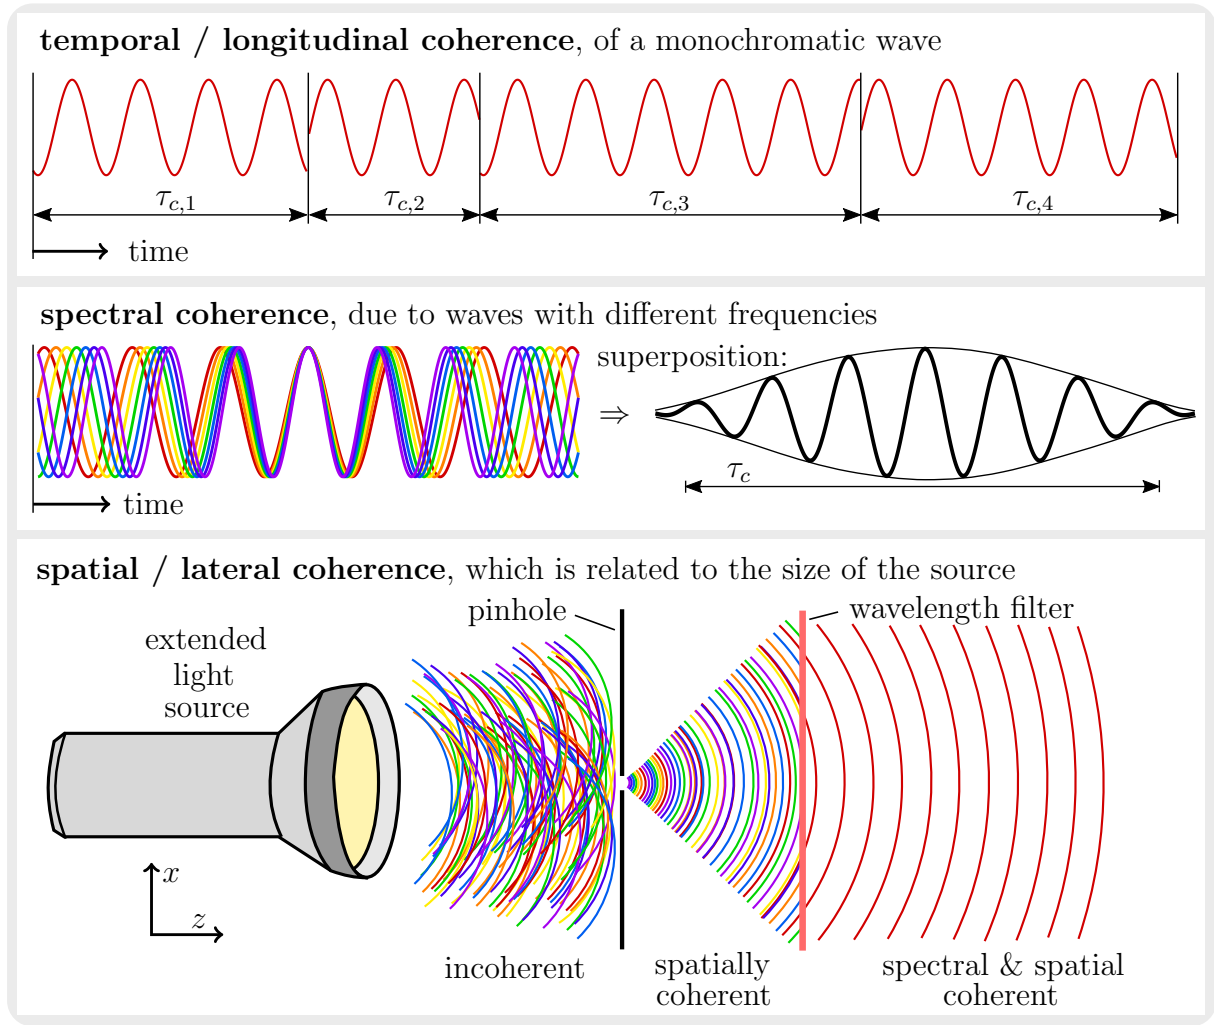 temporal / longitudinal coherence, of a monochromatic wave
τc,1
τc,2
τc,3
τc,4
time
spectral coherence, due to waves with different frequencies
superposition:
⇒
τc
time
spatial / lateral coherence, which is related to the size of the source
pinhole
wavelength filter
extended
light
source
x
z
incoherent
spatially
coherent
spectral & spatial
coherent